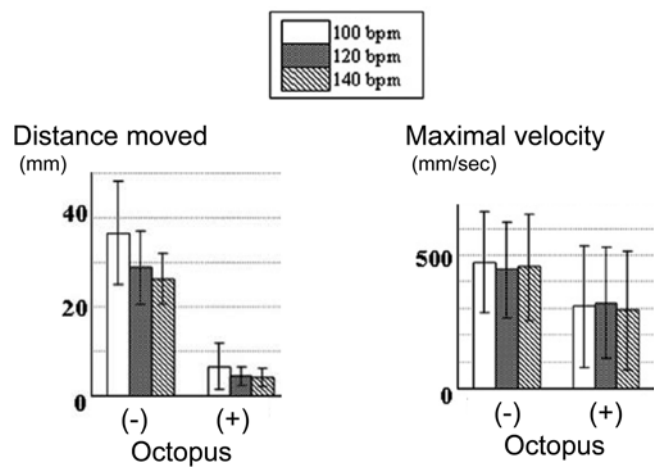 100 bpm
120 bpm
140 bpm
Distance moved
(mm)
40
20
0
(-) (+)
Octopus
Maximal velocity
(mm/sec)
500
0
(-) (+)
Octopus